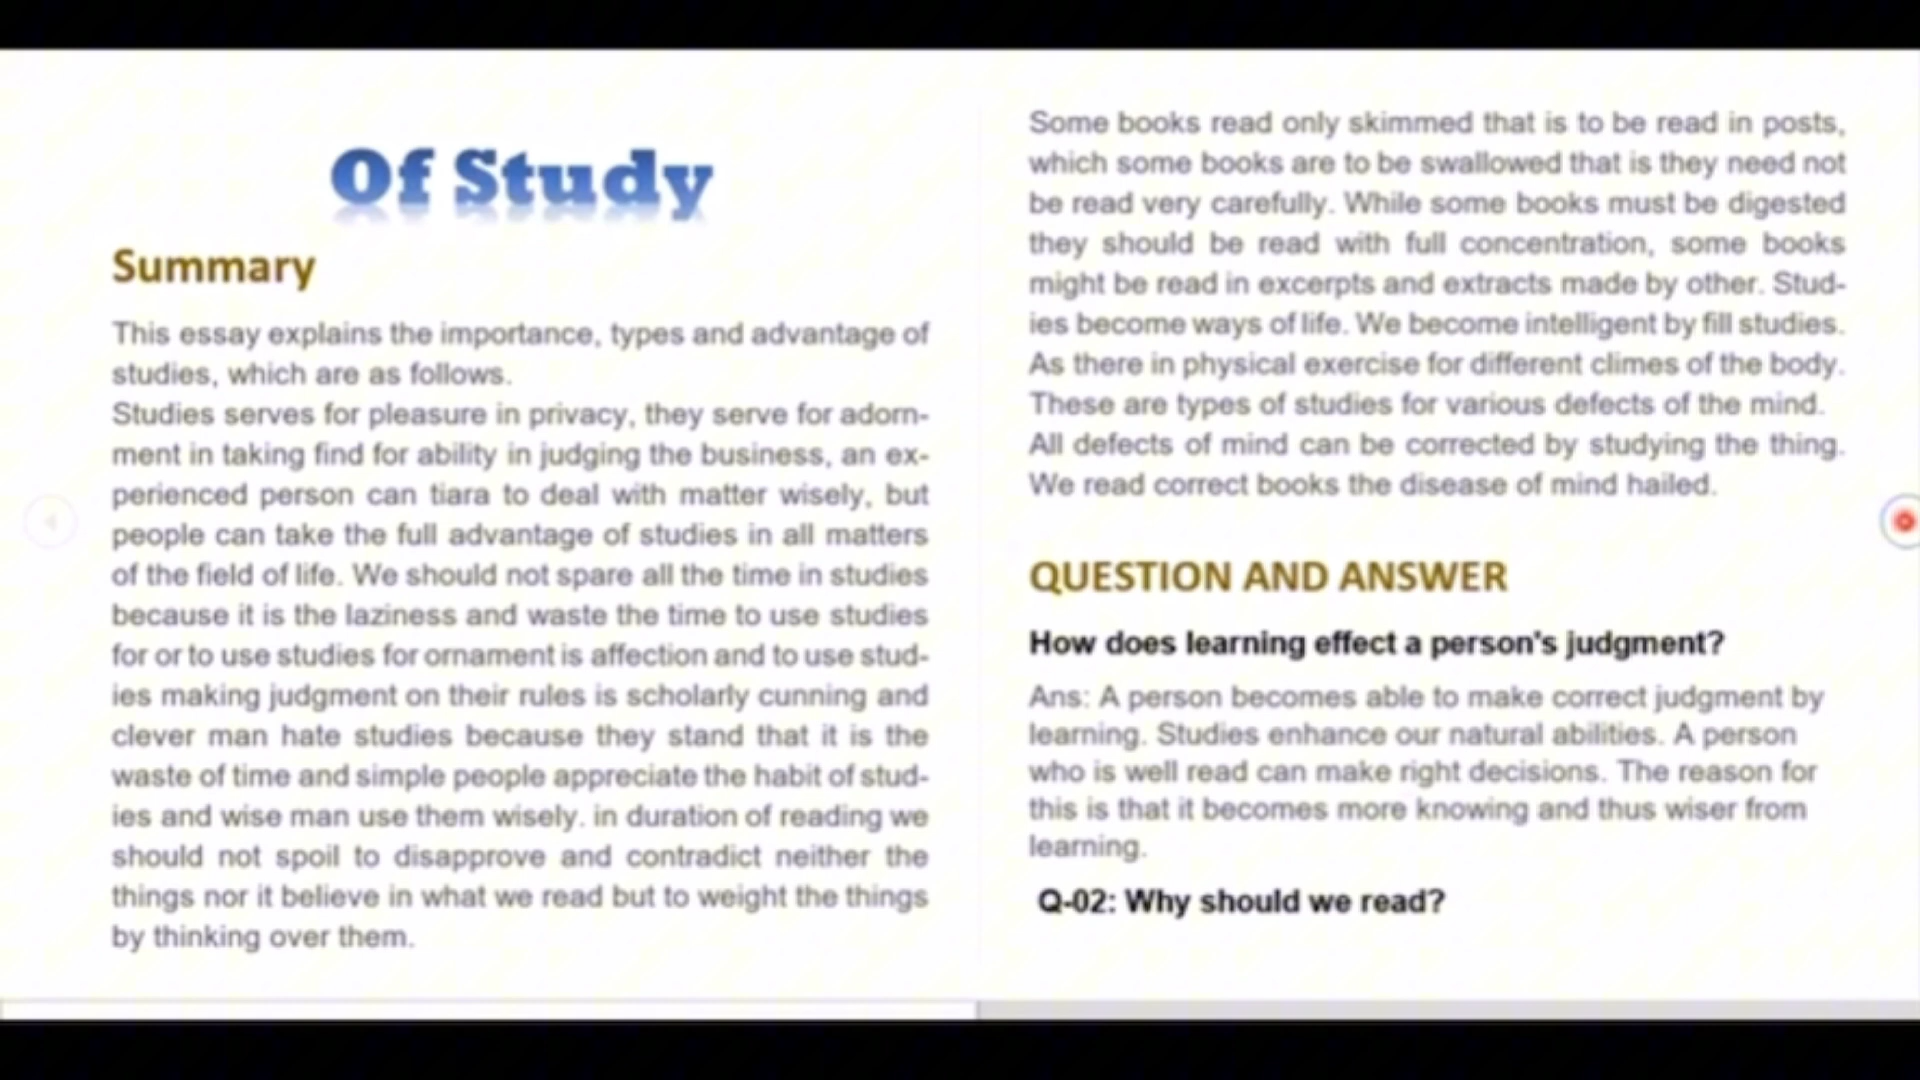 Of Study
Summary
This essay explains the importance, types and advantage of
studies, which are as follows.
Studies serves for pleasure in privacy, they serve for adorn-
ment in taking find for ability in judging the business, an ex-
perienced person can tiara to deal with matter wisely, but
people can take the full advantage of studies in all matters
of the field of life. We should not spare all the time in studies
because it is the laziness and waste the time to use studies
for or to use studies for ornament is affection and to use stud-
ies making judgment on their rules is scholarly cunning and
clever man hate studies because they stand that it is the
waste of time and simple people appreciate the habit of stud-
ies and wise man use them wisely. in duration of reading we
should not spoil to disapprove and contradict neither the
things nor it believe in what we read but to weight the things
by thinking over them.
Some books read only skimmed that is to be read in posts,
which some books are to be swallowed that is they need not
be read very carefully. While some books must be digested
they should be read with full concentration, some books
might be read in excerpts and extracts made by other. Stud-
ies become ways of life. We become intelligent by fill studies.
As there in physical exercise for different climes of the body.
These are types of studies for various defects of the mind.
All defects of mind can be corrected by studying the thing.
We read correct books the disease of mind hailed.
QUESTION AND ANSWER
How does learning effect a person's judgment?
Ans: A person becomes able to make correct judgment by
learning. Studies enhance our natural abilities. A person
who is well read can make right decisions. The reason for
this is that it becomes more knowing and thus wiser from
learning.
Q-02: Why should we read?